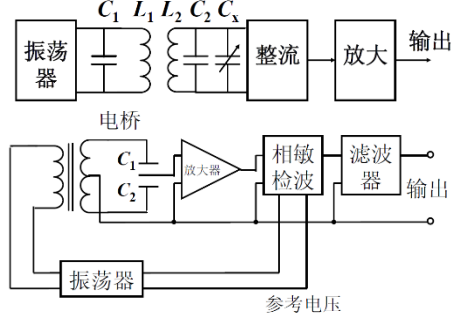 C₁ L₁ L₂ C₂ Cₓ
振荡器
整流
放大
输出
电桥
C₁
C₂
放大器
相敏检波
滤波器
输出
振荡器
参考电压